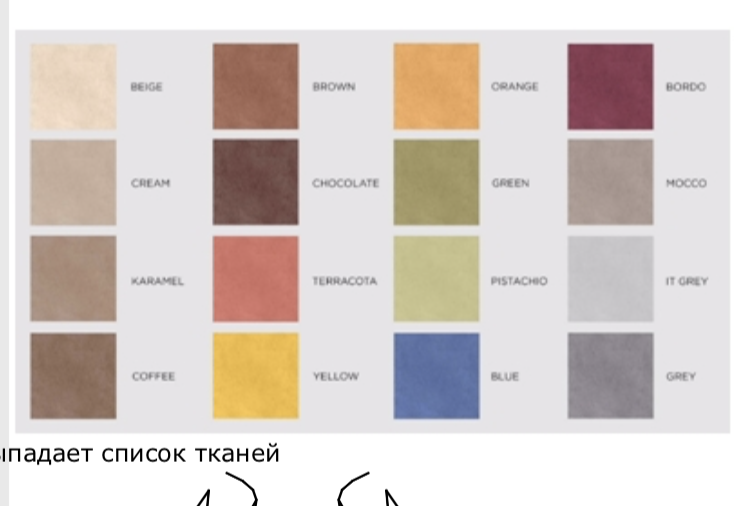 BEIGE BROWN ORANGE BORDO
CREAM CHOCOLATE GREEN MOCCO
KARAMEL TERRACOTA PISTACHIO IT GREY
COFFEE YELLOW BLUE GREY
ыпадает список тканей